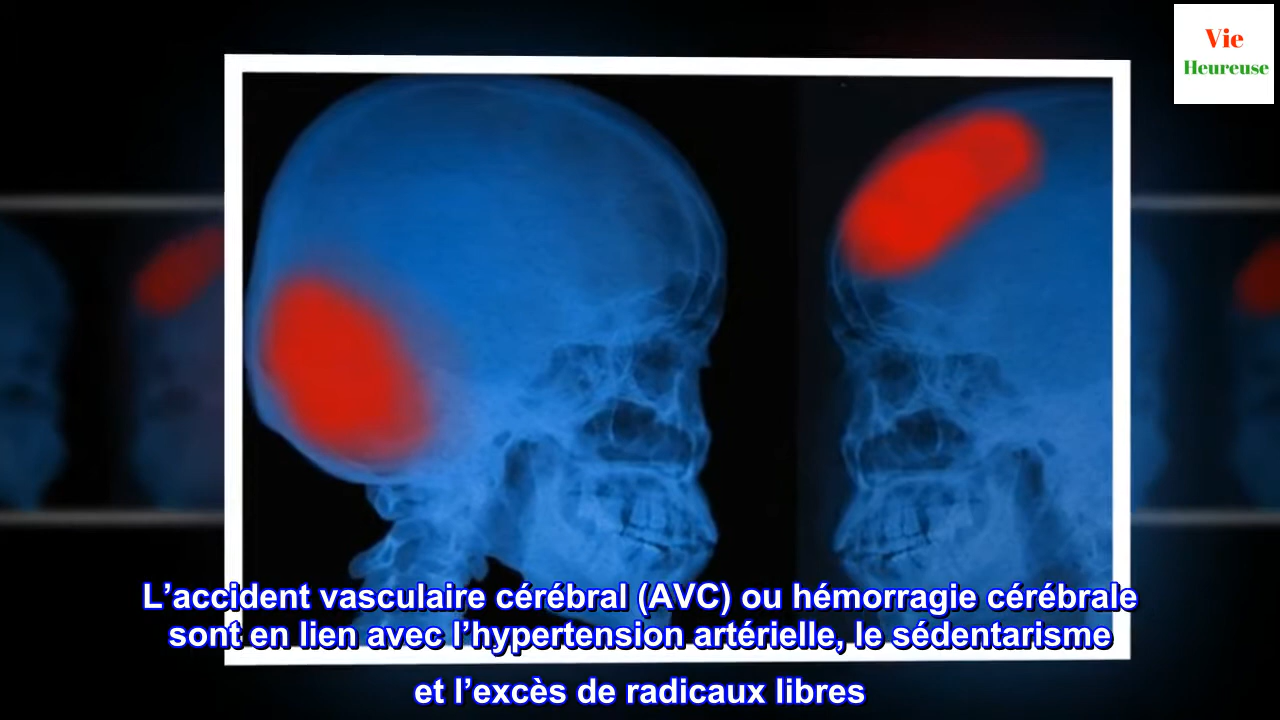 Vie
Heureuse
L’accident vasculaire cérébral (AVC) ou hémorragie cérébrale
sont en lien avec l’hypertension artérielle, le sédentarisme
et l’excès de radicaux libres